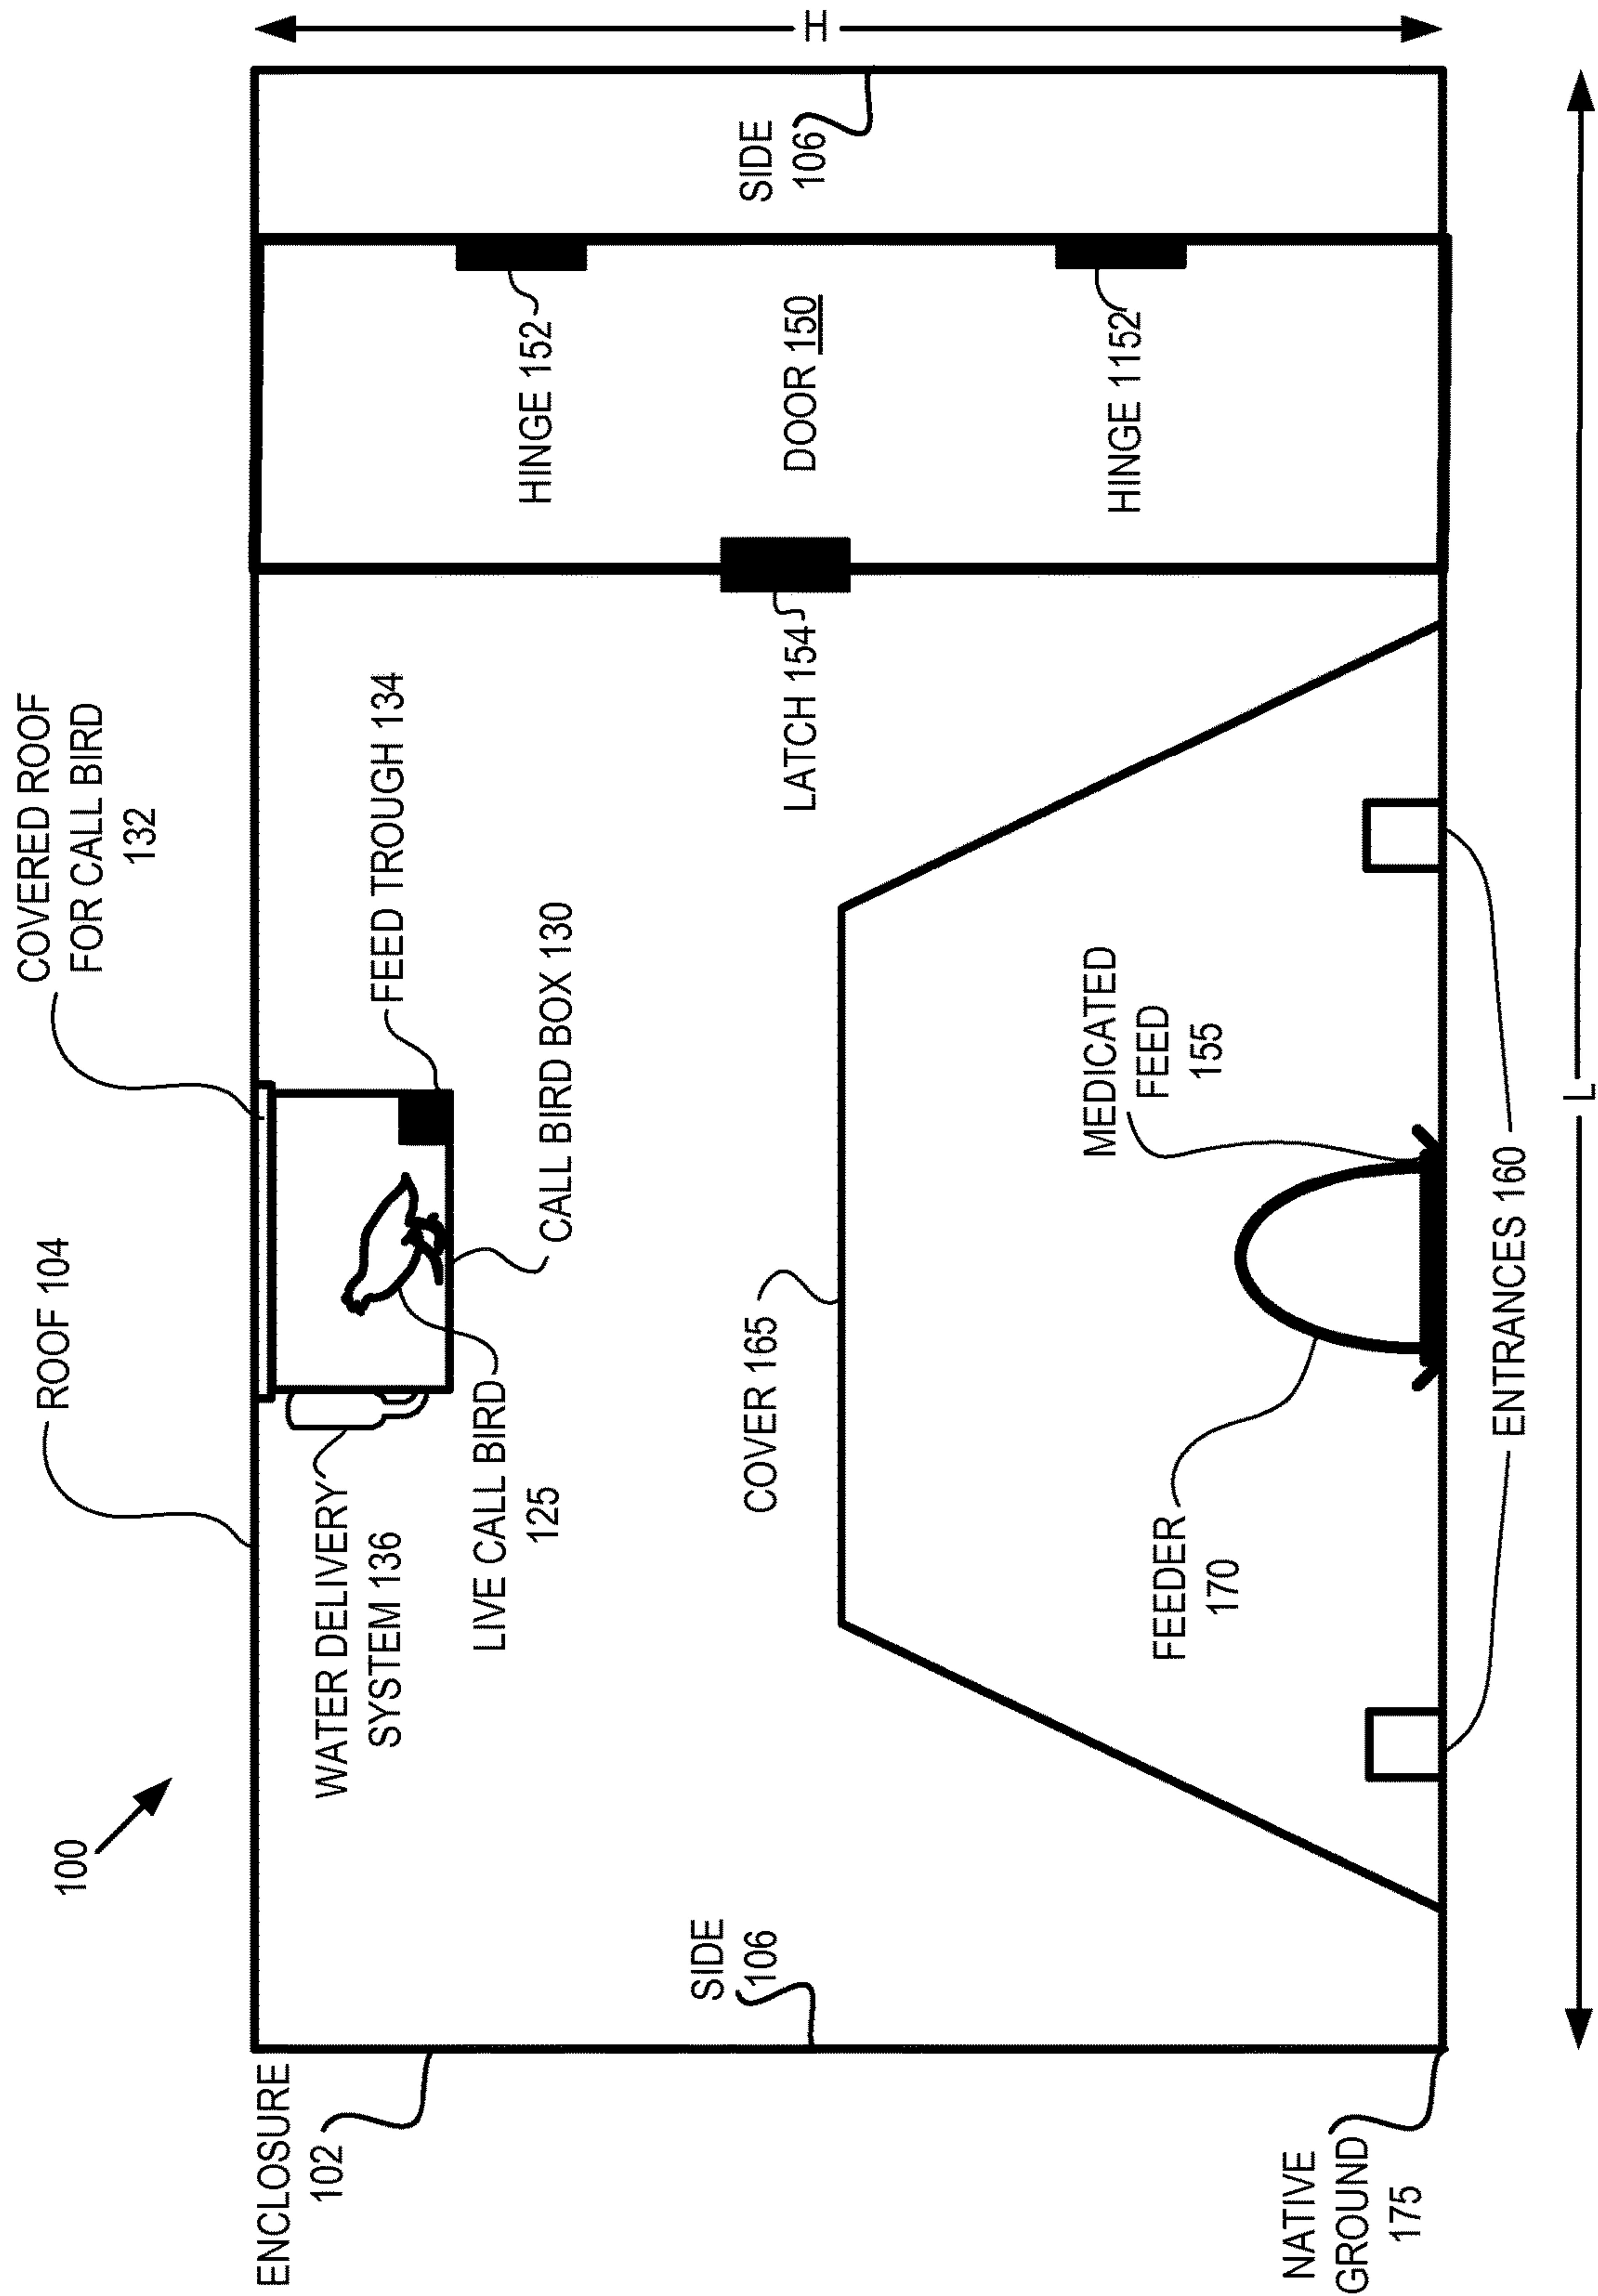 100
ROOF 104
COVERED ROOF
FOR CALL BIRD
132
ENCLOSURE
102
WATER DELIVERY
SYSTEM 136
FEED TROUGH 134
LIVE CALL BIRD
125
CALL BIRD BOX 130
HINGE 152
SIDE
106
SIDE
106
COVER 165
LATCH 154
DOOR 150
H
HINGE 1152
FEEDER
170
MEDICATED
FEED
155
NATIVE
GROUND
175
ENTRANCES 160
L